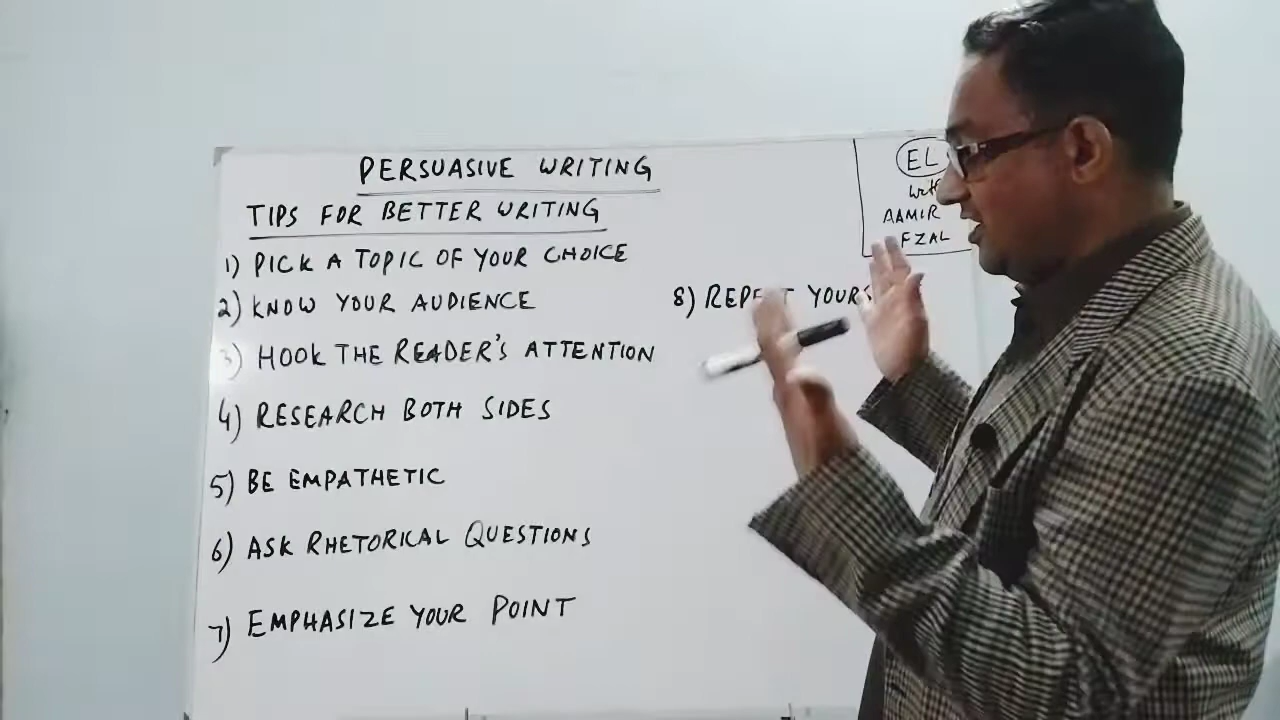 PERSUASIVE WRITING
TIPS FOR BETTER WRITING
1) PICK A TOPIC OF YOUR CHOICE
2) KNOW YOUR AUDIENCE
3) HOOK THE READER'S ATTENTION
4) RESEARCH BOTH SIDES
5) BE EMPATHETIC
6) ASK RHETORICAL QUESTIONS
7) EMPHASIZE YOUR POINT
8)
EL
AAMIR
FZAL